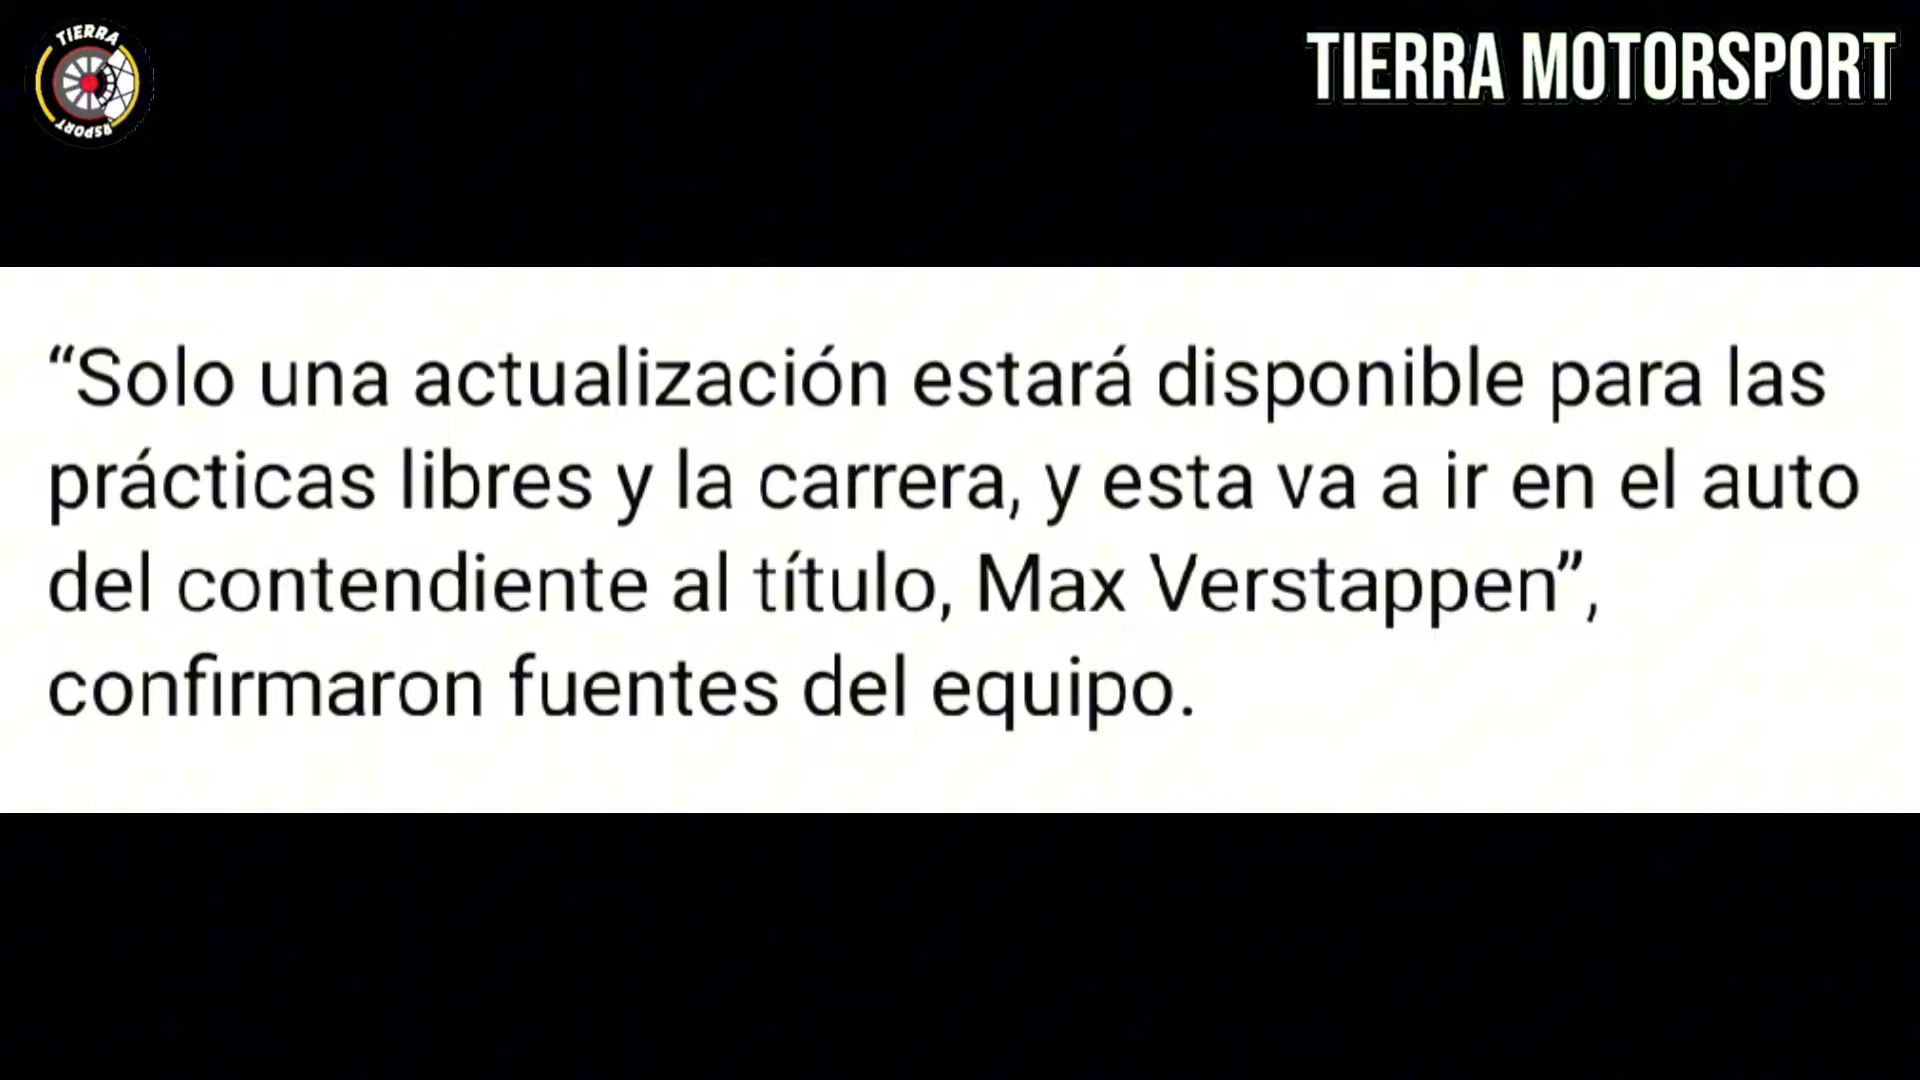 TIERRA
RSPORT
TIERRA MOTORSPORT
“Solo una actualización estará disponible para las
prácticas libres y la carrera, y esta va a ir en el auto
del contendiente al título, Max Verstappen”,
confirmaron fuentes del equipo.